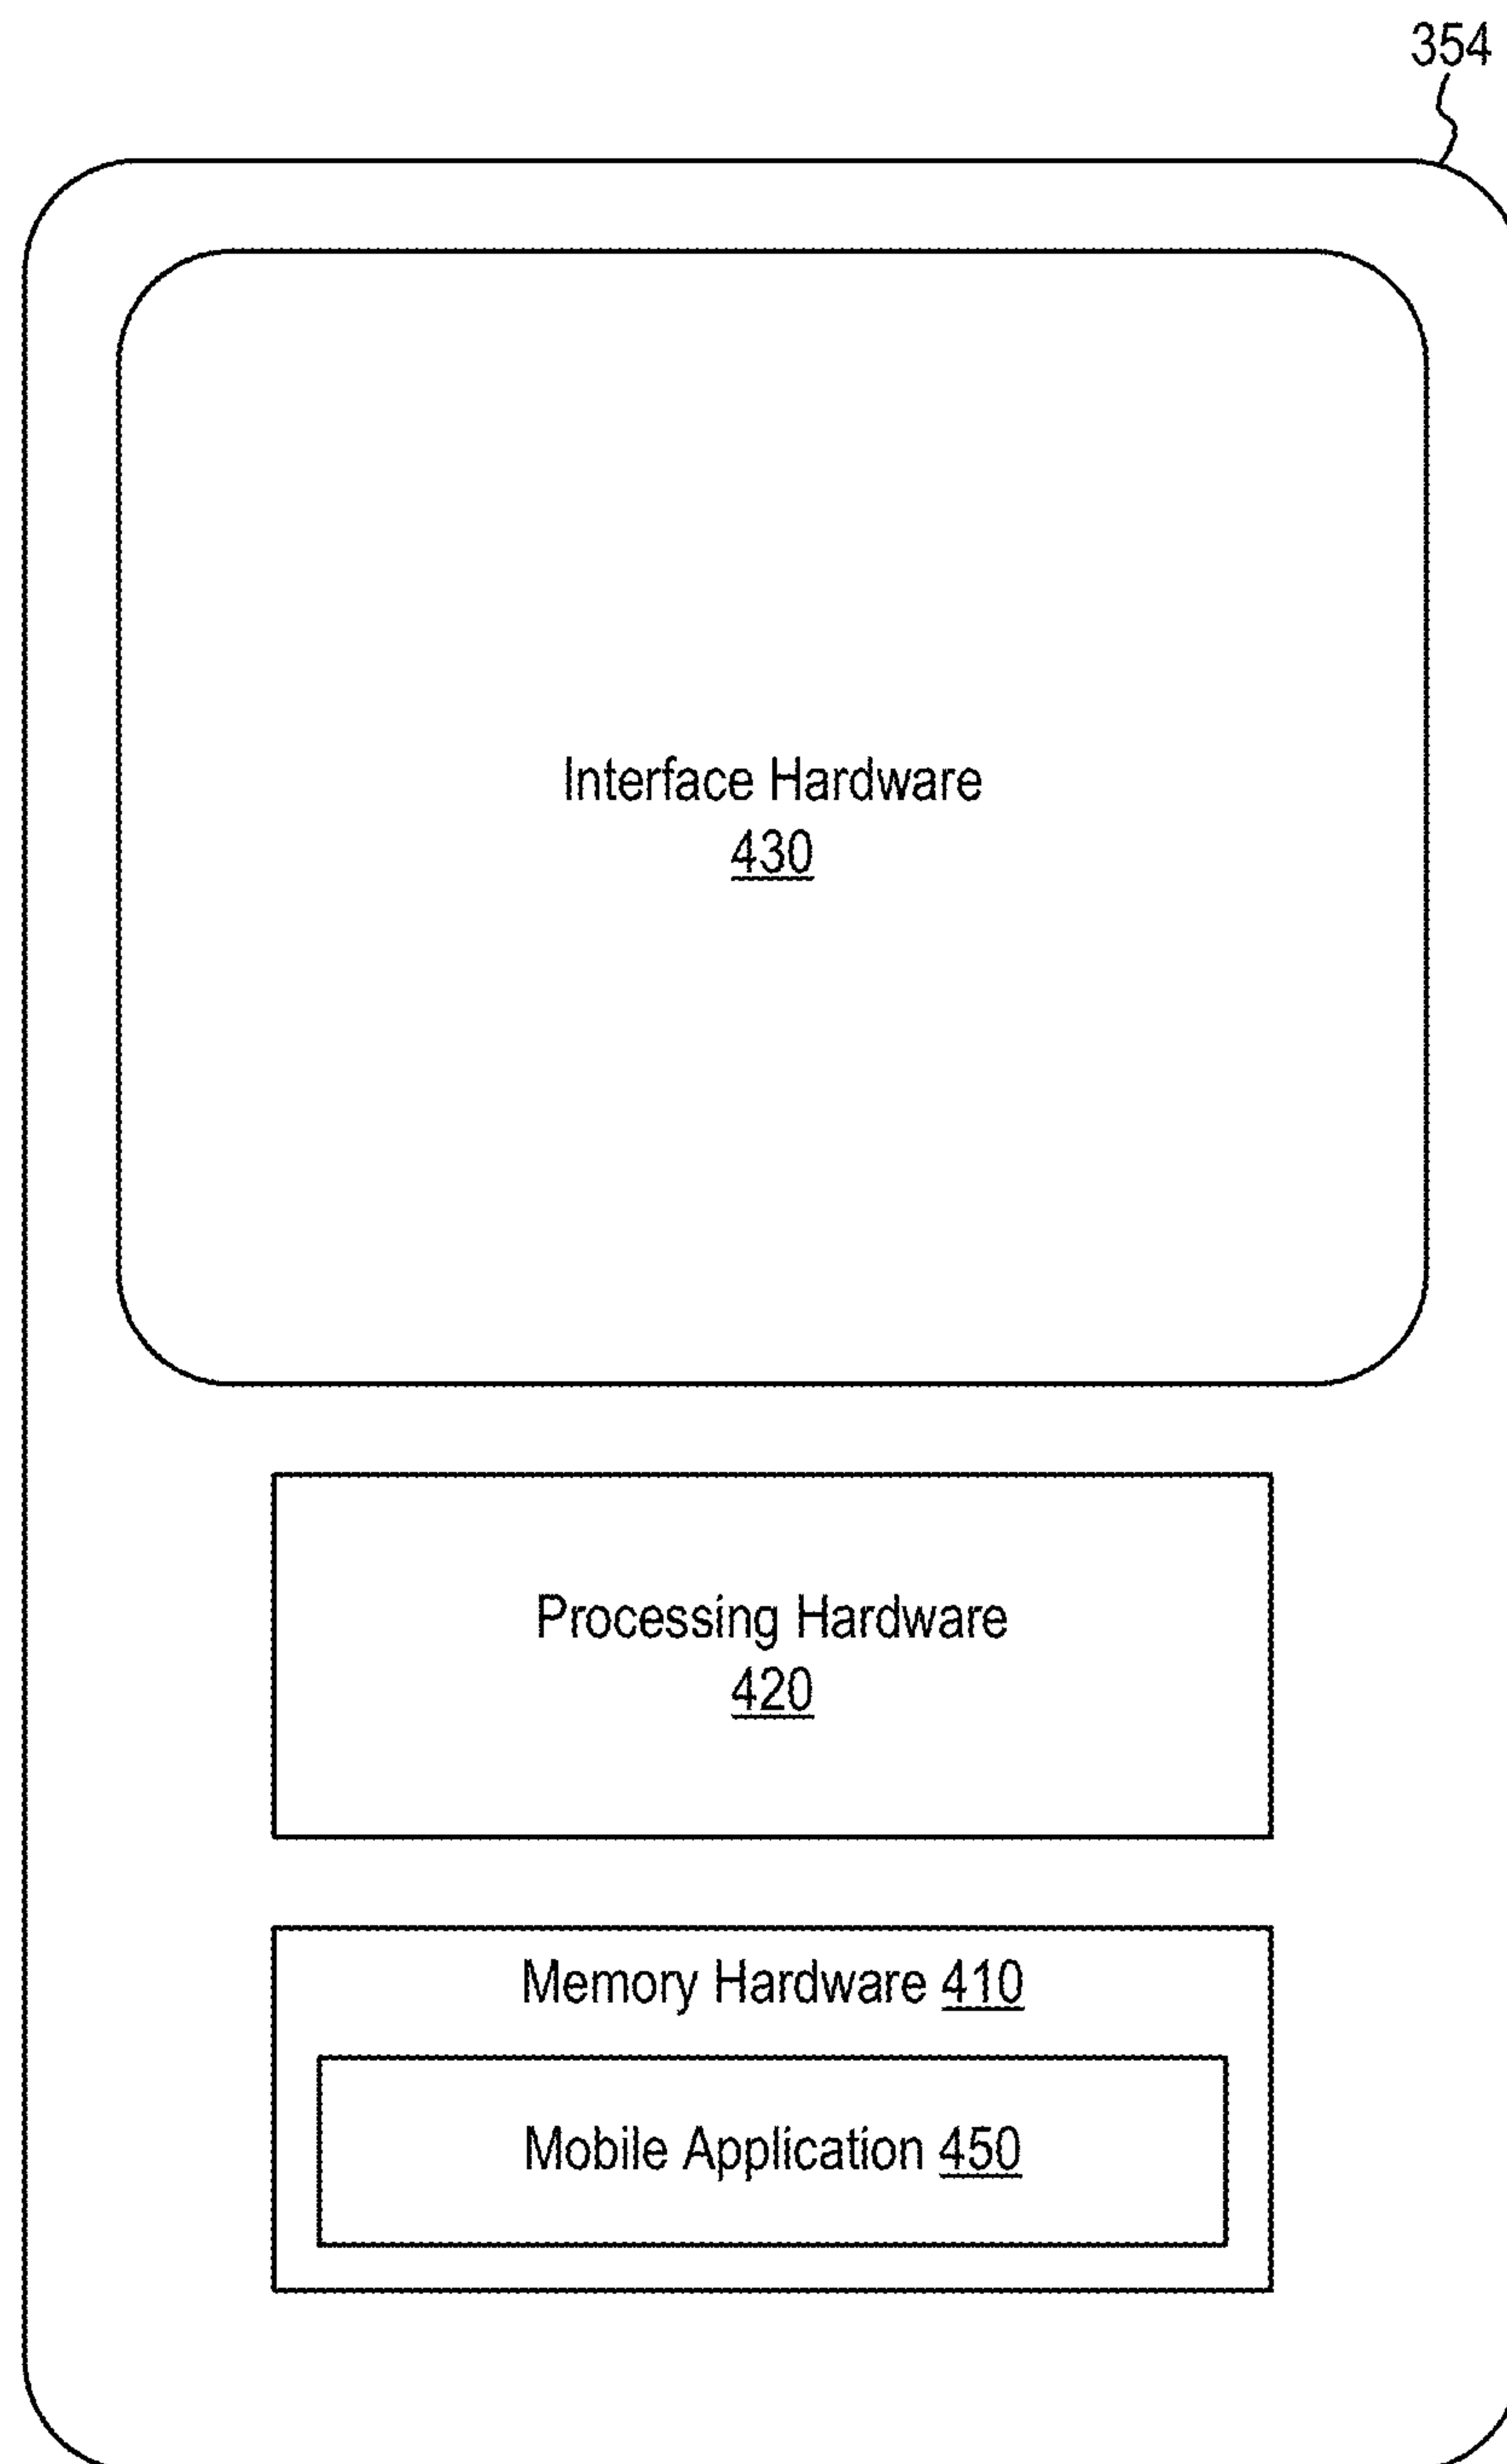 354
Interface Hardware
430
Processing Hardware
420
Memory Hardware 410
Mobile Application 450